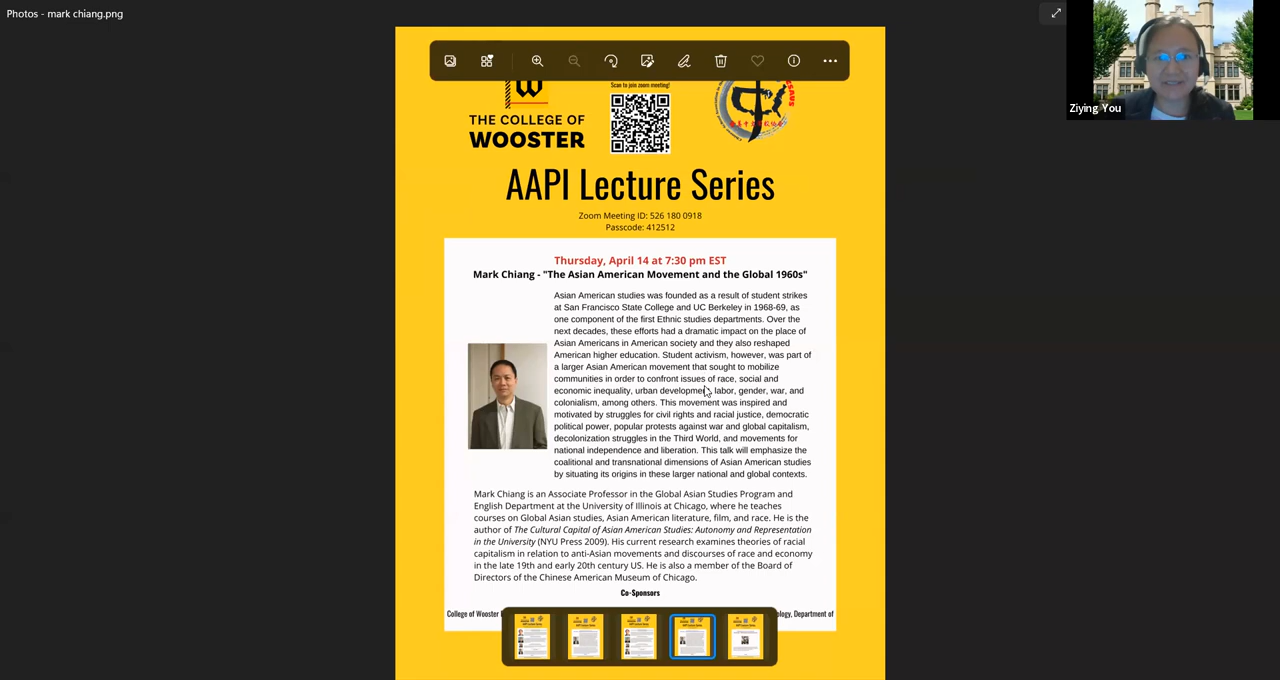 Photos - mark chiang.png
Ziying You
Scan to join zoom meeting!
W
THE COLLEGE OF
WOOSTER
AAPI Lecture Series
Zoom Meeting ID: 526 180 0918
Passcode: 412512
Thursday, April 14 at 7:30 pm EST
Mark Chiang - "The Asian American Movement and the Global 1960s"
Asian American studies was founded as a result of student strikes
at San Francisco State College and UC Berkeley in 1968-69, as
one component of the first Ethnic studies departments. Over the
next decades, these efforts had a dramatic impact on the place of
Asian Americans in American society and they also reshaped
American higher education. Student activism, however, was part of
a larger Asian American movement that sought to mobilize
communities in order to confront issues of race, social and
economic inequality, urban development, labor, gender, war, and
colonialism, among others. This movement was inspired and
motivated by struggles for civil rights and racial justice, democratic
political power, popular protests against war and global capitalism,
decolonization struggles in the Third World, and movements for
national independence and liberation. This talk will emphasize the
coalitional and transnational dimensions of Asian American studies
by situating its origins in these larger national and global contexts.
Mark Chiang is an Associate Professor in the Global Asian Studies Program and
English Department at the University of Illinois at Chicago, where he teaches
courses on Global Asian studies, Asian American literature, film, and race. He is the
author of The Cultural Capital of Asian American Studies: Autonomy and Representation
in the University (NYU Press 2009). His current research examines theories of racial
capitalism in relation to anti-Asian movements and discourses of race and economy
in the late 19th and early 20th century US. He is also a member of the Board of
Directors of the Chinese American Museum of Chicago.
Co-Sponsors
College of Wooster
Department of